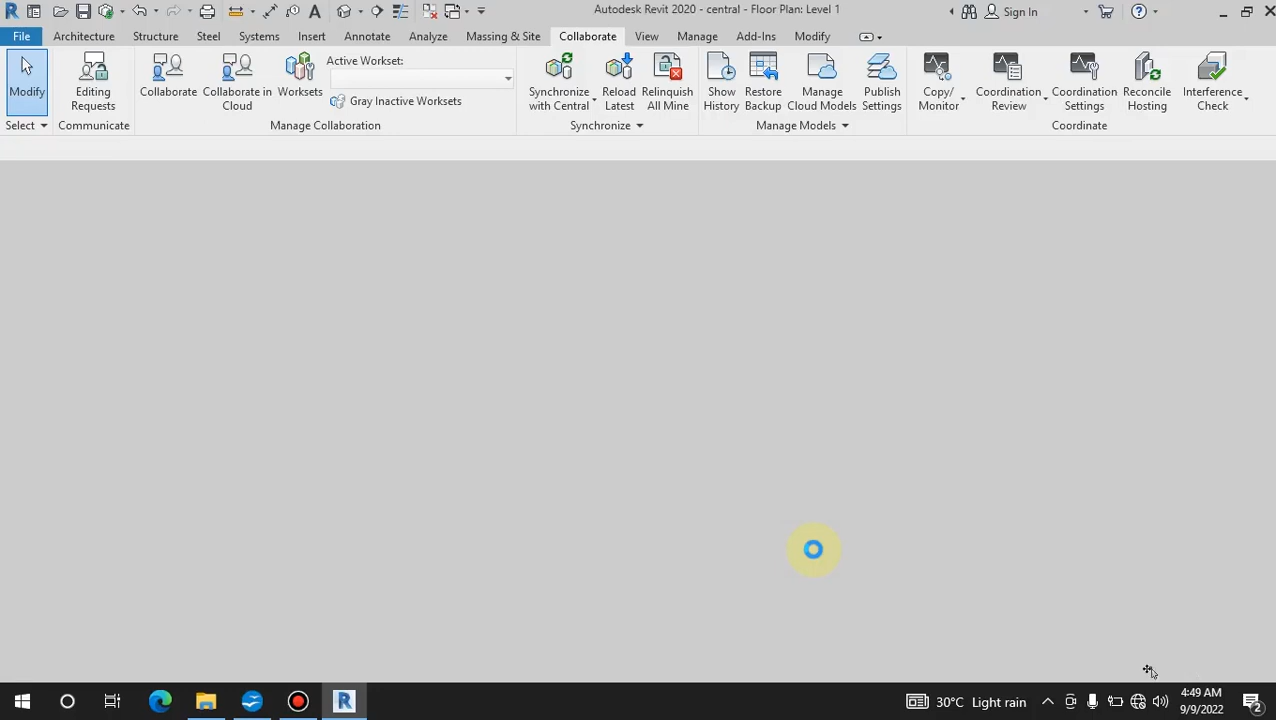 Autodesk Revit 2020 - central - Floor Plan: Level 1
Sign In
File Architecture Structure Steel Systems Insert Annotate Analyze Massing & Site Collaborate View Manage Add-Ins Modify
Modify
Select
Editing
Requests
Communicate
Collaborate
Collaborate in
Cloud
Worksets
Active Workset:
Gray Inactive Worksets
Manage Collaboration
Synchronize
with Central
Reload
Latest
Relinquish
All Mine
Synchronize
Show
History
Restore
Backup
Manage
Cloud Models
Publish
Settings
Manage Models
Copy/
Monitor
Coordination
Review
Coordination
Settings
Reconcile
Hosting
Interference
Check
Coordinate
30°C Light rain
4:49 AM
9/9/2022
2